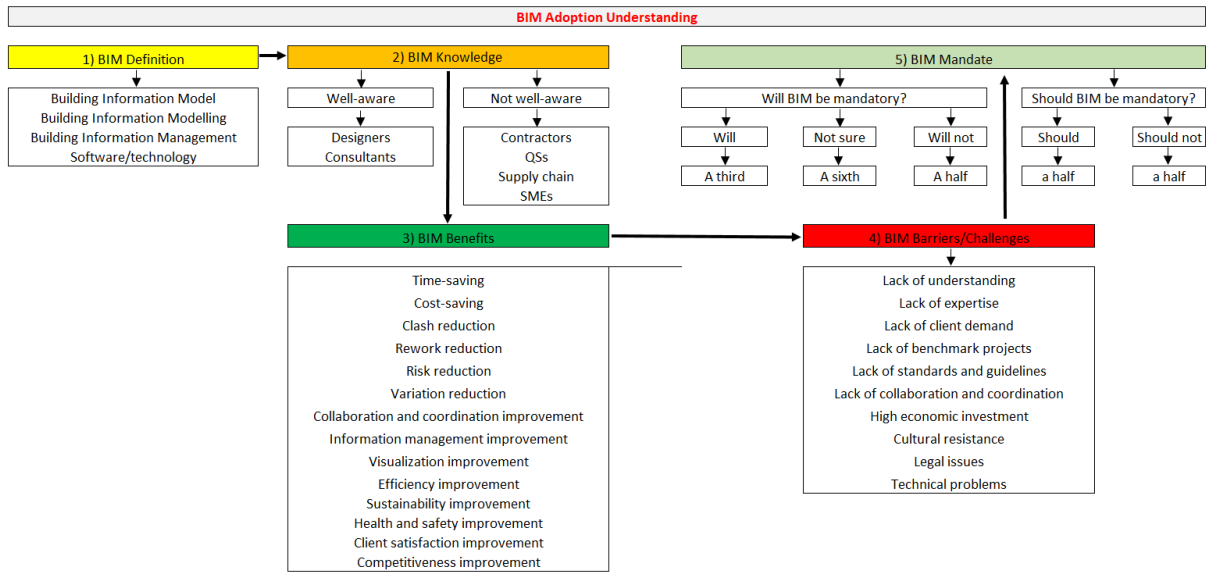 BIM Adoption Understanding
1) BIM Definition
Building Information Model
Building Information Modelling
Building Information Management
Software/technology
2) BIM Knowledge
Well-aware
Designers
Consultants
Not well-aware
Contractors
QSs
Supply chain
SMEs
3) BIM Benefits
Time-saving
Cost-saving
Clash reduction
Rework reduction
Risk reduction
Variation reduction
Collaboration and coordination improvement
Information management improvement
Visualization improvement
Efficiency improvement
Sustainability improvement
Health and safety improvement
Client satisfaction improvement
Competitiveness improvement
4) BIM Barriers/Challenges
Lack of understanding
Lack of expertise
Lack of client demand
Lack of benchmark projects
Lack of standards and guidelines
Lack of collaboration and coordination
High economic investment
Cultural resistance
Legal issues
Technical problems
5) BIM Mandate
Will BIM be mandatory?
Will
A third
Not sure
A sixth
Will not
A half
Should BIM be mandatory?
Should
a half
Should not
a half